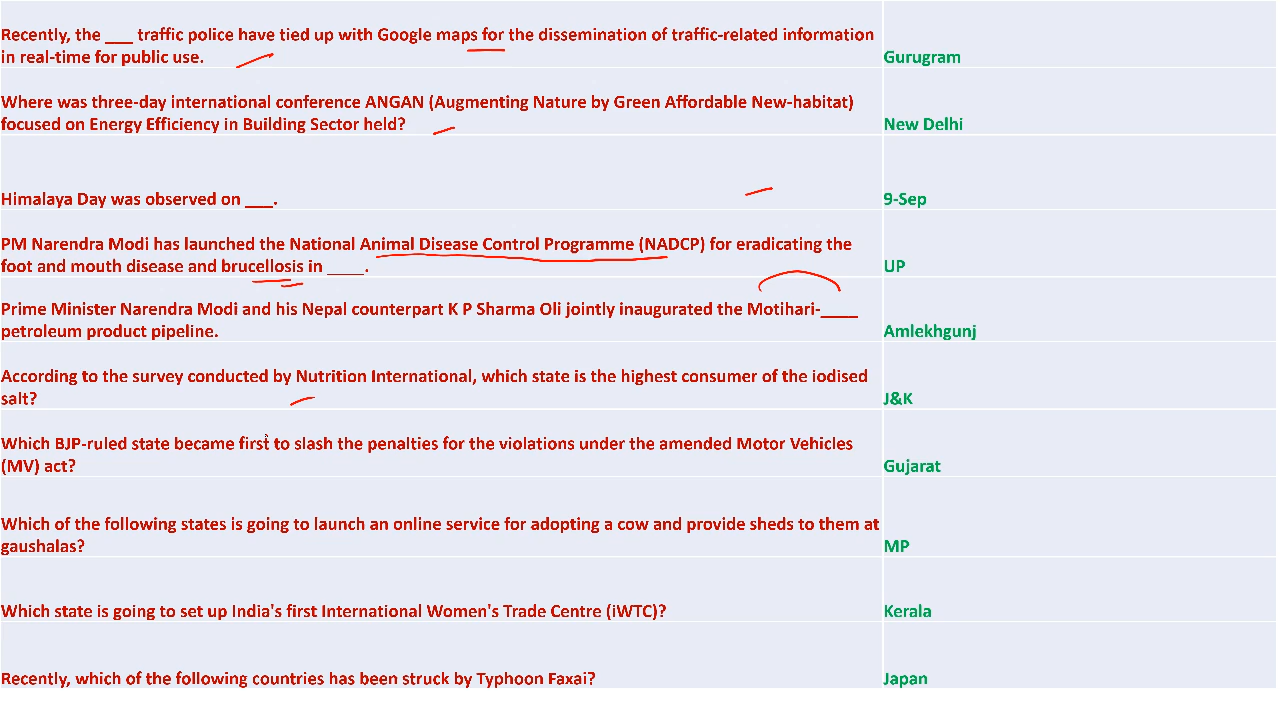 Recently, the ___ traffic police have tied up with Google maps for the dissemination of traffic-related information
in real-time for public use.
Gurugram
Where was three-day international conference ANGAN (Augmenting Nature by Green Affordable New-habitat)
focused on Energy Efficiency in Building Sector held?
New Delhi
Himalaya Day was observed on ___.
9-Sep
PM Narendra Modi has launched the National Animal Disease Control Programme (NADCP) for eradicating the
foot and mouth disease and brucellosis in ____.
UP
Prime Minister Narendra Modi and his Nepal counterpart K P Sharma Oli jointly inaugurated the Motihari-____
petroleum product pipeline.
Amlekhgunj
According to the survey conducted by Nutrition International, which state is the highest consumer of the iodised
salt?
J&K
Which BJP-ruled state became first to slash the penalties for the violations under the amended Motor Vehicles
(MV) act?
Gujarat
Which of the following states is going to launch an online service for adopting a cow and provide sheds to them at
gaushalas?
MP
Which state is going to set up India's first International Women's Trade Centre (iWTC)?
Kerala
Recently, which of the following countries has been struck by Typhoon Faxai?
Japan